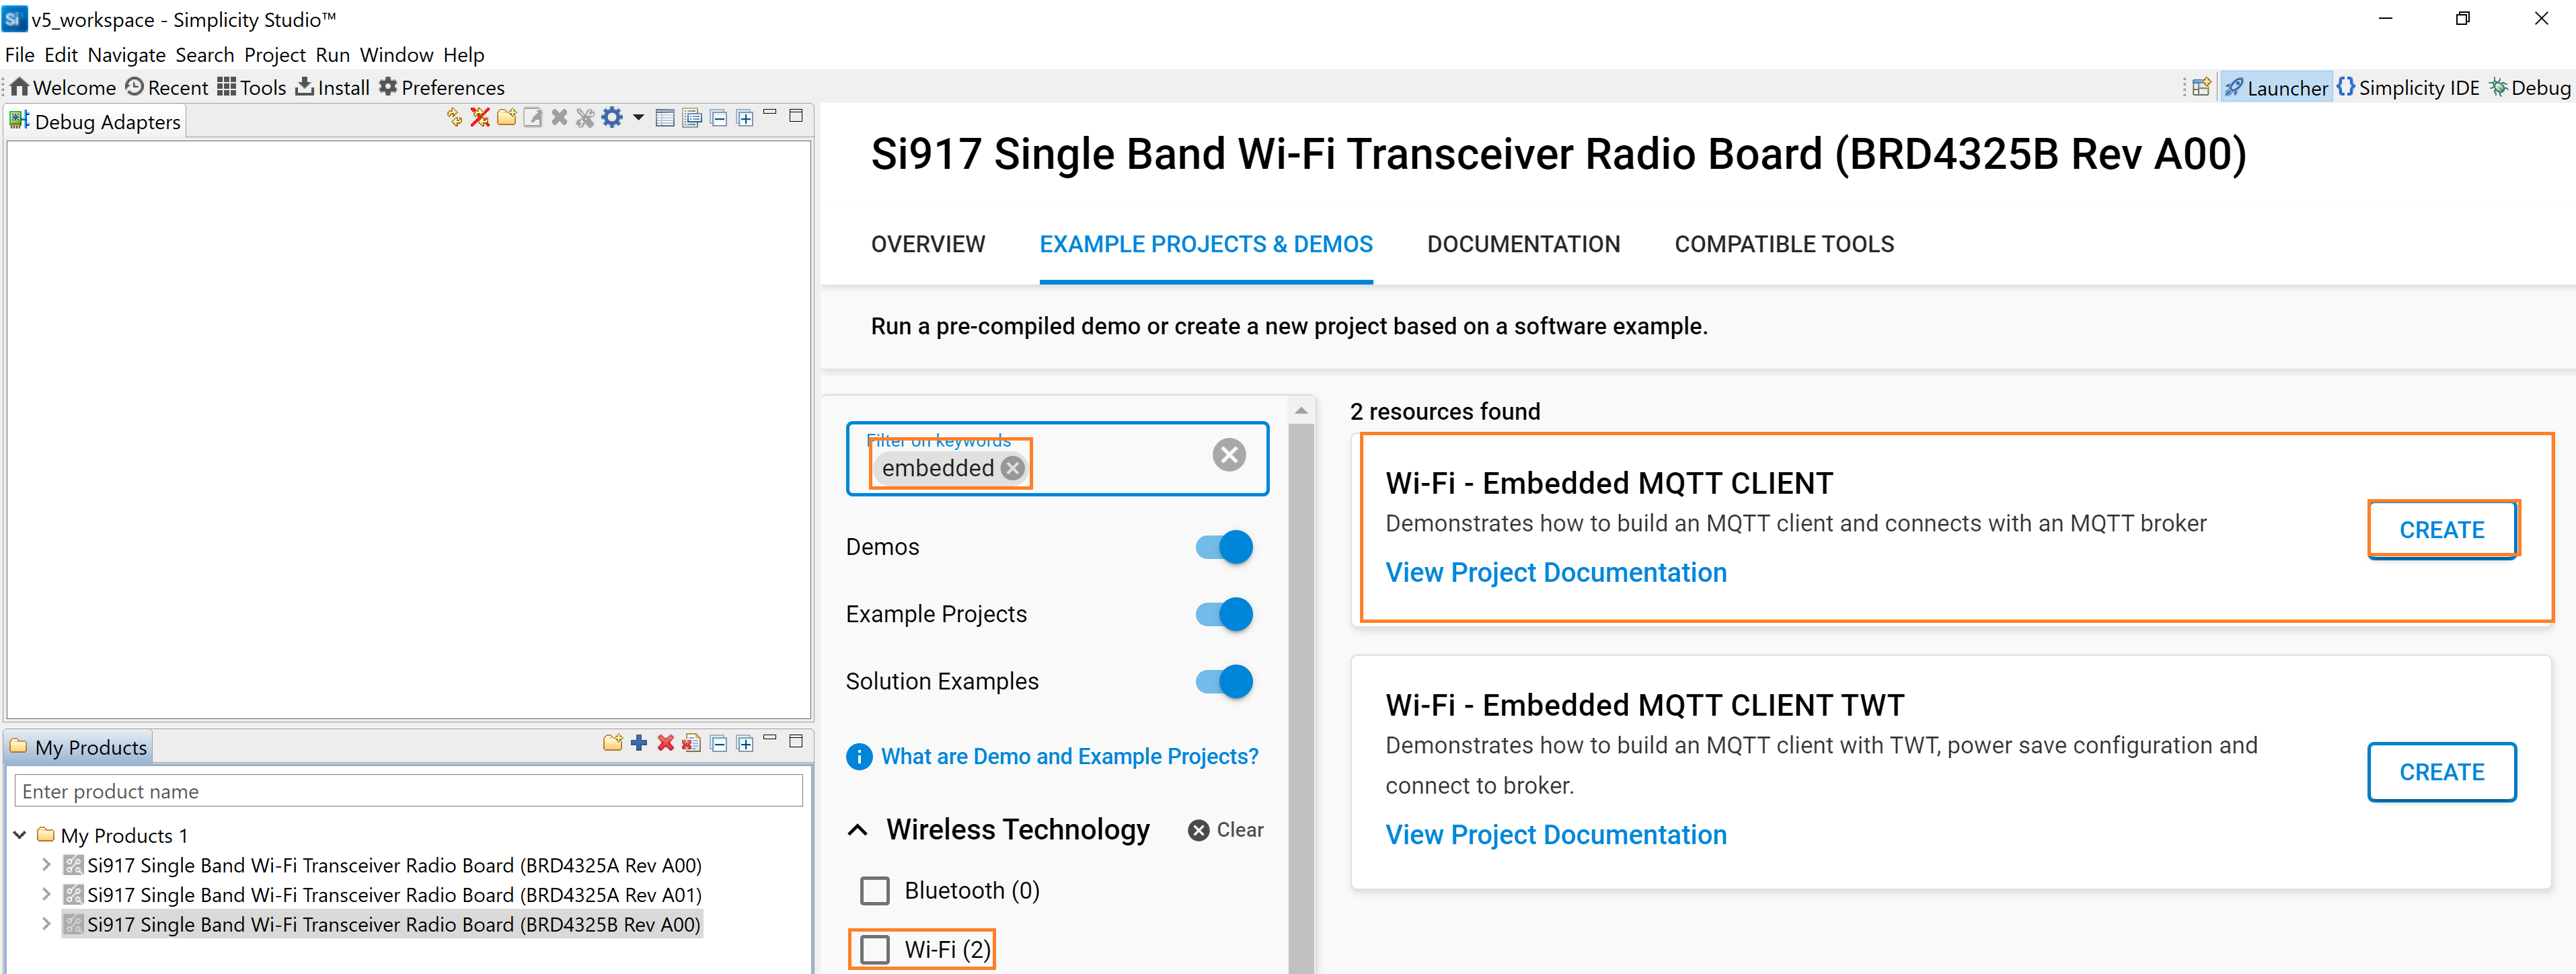 Si v5_workspace - Simplicity Studio™
File Edit Navigate Search Project Run Window Help
Welcome Recent Tools Install Preferences
Launcher {} Simplicity IDE Debug
Debug Adapters
My Products
Enter product name
My Products 1
Si917 Single Band Wi-Fi Transceiver Radio Board (BRD4325A Rev A00)
Si917 Single Band Wi-Fi Transceiver Radio Board (BRD4325A Rev A01)
Si917 Single Band Wi-Fi Transceiver Radio Board (BRD4325B Rev A00)
Si917 Single Band Wi-Fi Transceiver Radio Board (BRD4325B Rev A00)
OVERVIEW EXAMPLE PROJECTS & DEMOS DOCUMENTATION COMPATIBLE TOOLS
Run a pre-compiled demo or create a new project based on a software example.
Filter on keywords
embedded
Demos
Example Projects
Solution Examples
What are Demo and Example Projects?
Wireless Technology Clear
Bluetooth (0)
Wi-Fi (2)
2 resources found
Wi-Fi - Embedded MQTT CLIENT
Demonstrates how to build an MQTT client and connects with an MQTT broker
View Project Documentation
CREATE
Wi-Fi - Embedded MQTT CLIENT TWT
Demonstrates how to build an MQTT client with TWT, power save configuration and
connect to broker.
View Project Documentation
CREATE